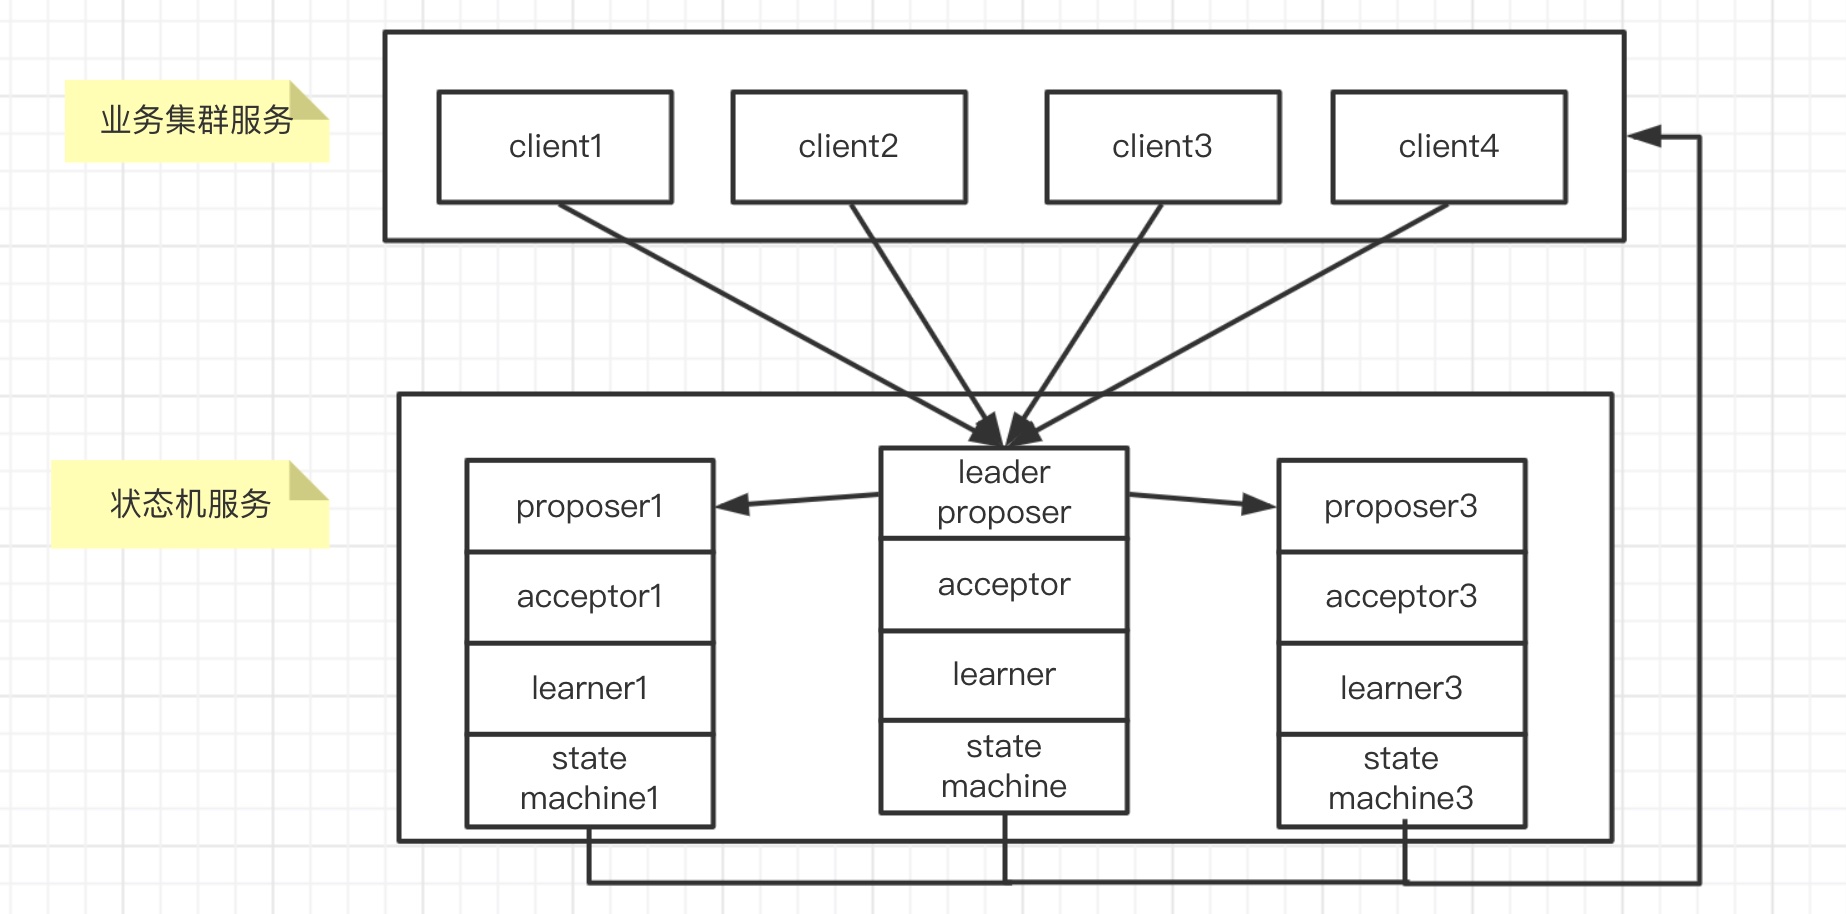 业务集群服务
client1
client2
client3
client4
状态机服务
proposer1
acceptor1
learner1
state
machine1
leader
proposer
acceptor
learner
state
machine
proposer3
acceptor3
learner3
state
machine3